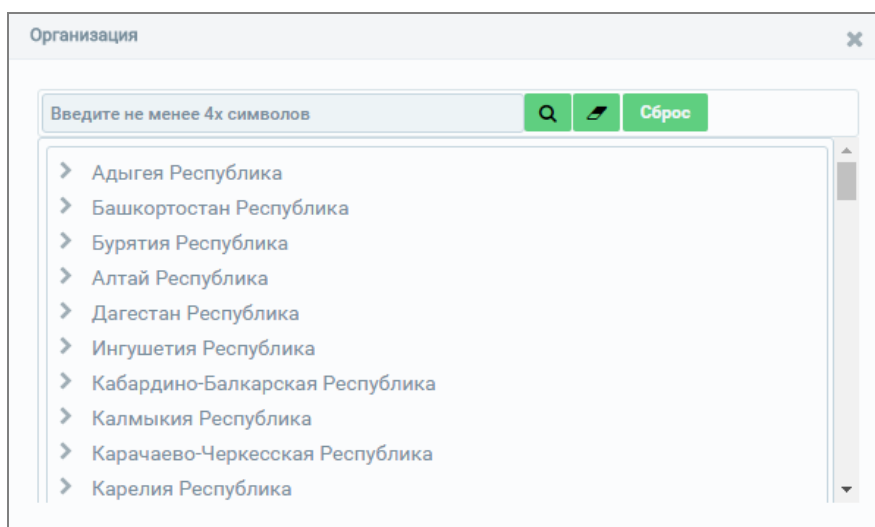 Организация
Введите не менее 4х символов
Сброс
Адыгея Республика
Башкортостан Республика
Бурятия Республика
Алтай Республика
Дагестан Республика
Ингушетия Республика
Кабардино-Балкарская Республика
Калмыкия Республика
Карачаево-Черкесская Республика
Карелия Республика